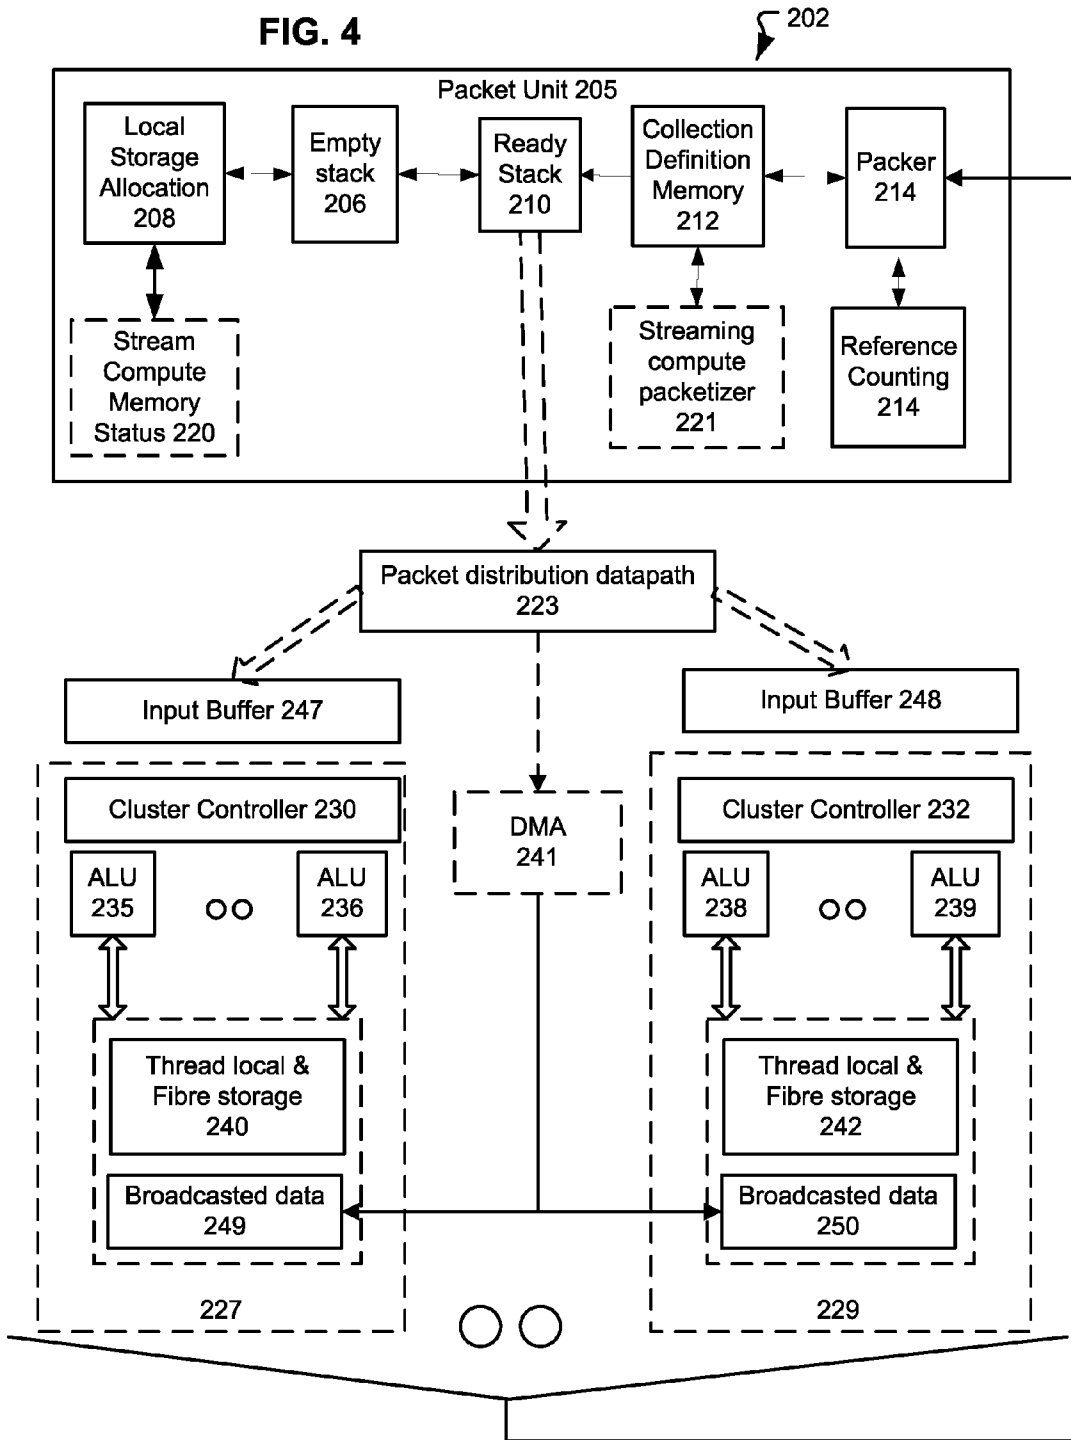 FIG. 4
202
Packet Unit 205
Local
Storage
Allocation
208
Empty
stack
206
Ready
Stack
210
Collection
Definition
Memory
212
Packer
214
Stream
Compute
Memory
Status 220
Streaming
compute
packetizer
221
Reference
Counting
214
Packet distribution datapath
223
Input Buffer 247
Input Buffer 248
Cluster Controller 230
DMA
241
Cluster Controller 232
ALU
235
ALU
236
ALU
238
ALU
239
Thread local &
Fibre storage
240
Thread local &
Fibre storage
242
Broadcasted data
249
Broadcasted data
250
227
229